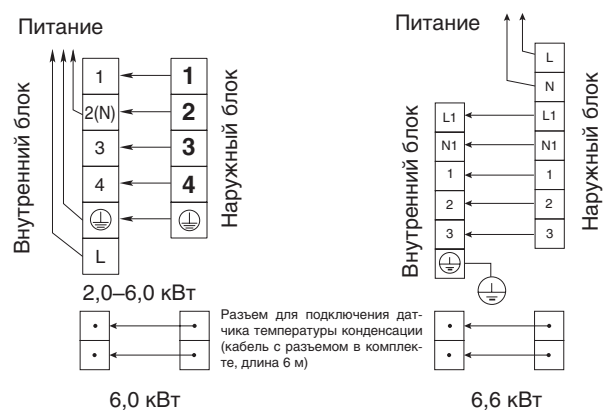 Питание
Внутренний блок
1
2(N)
3
4
L
1
2
3
4
Наружный блок
2,0–6,0 кВт
Питание
Внутренний блок
L1
N1
1
2
3
L
N
L1
N1
1
2
3
Наружный блок
Разъем для подключения дат-
чика температуры конденсации
(кабель с разъемом в комплек-
те, длина 6 м)
6,0 кВт
6,6 кВт